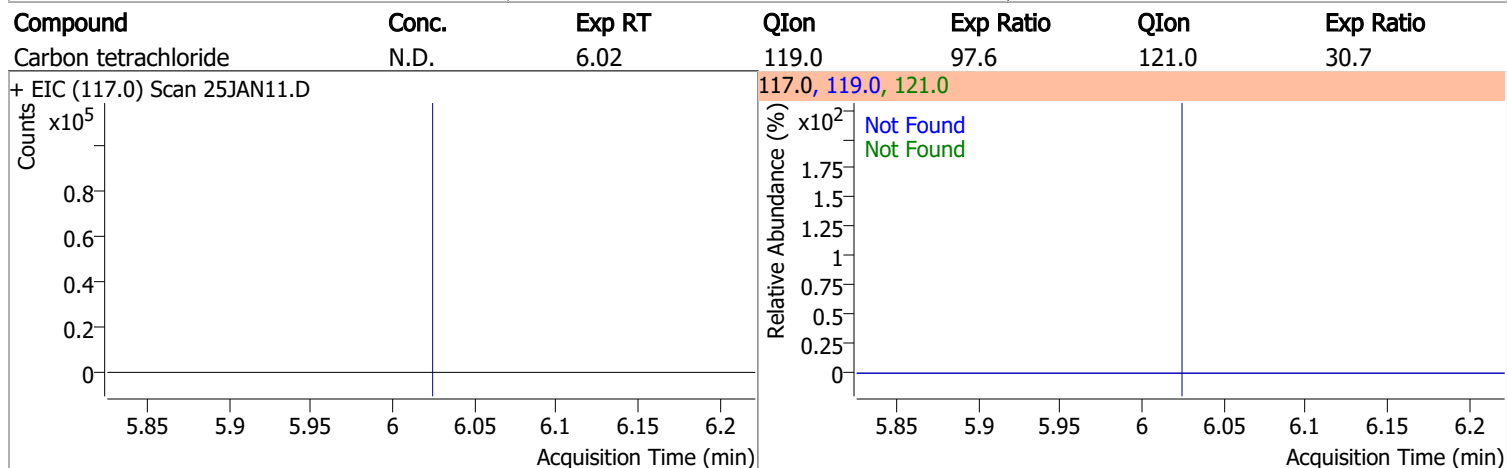 Compound Conc. Exp RT QIon Exp Ratio QIon Exp Ratio
Carbon tetrachloride N.D. 6.02 119.0 97.6 121.0 30.7
+ EIC (117.0) Scan 25JAN11.D
Counts
x10⁵
0.8
0.6
0.4
0.2
0
5.85 5.9 5.95 6 6.05 6.1 6.15 6.2
Acquisition Time (min)
117.0, 119.0, 121.0
Relative Abundance (%)
x10²
Not Found
Not Found
1.75
1.5
1.25
1
0.75
0.5
0.25
0
5.85 5.9 5.95 6 6.05 6.1 6.15 6.2
Acquisition Time (min)